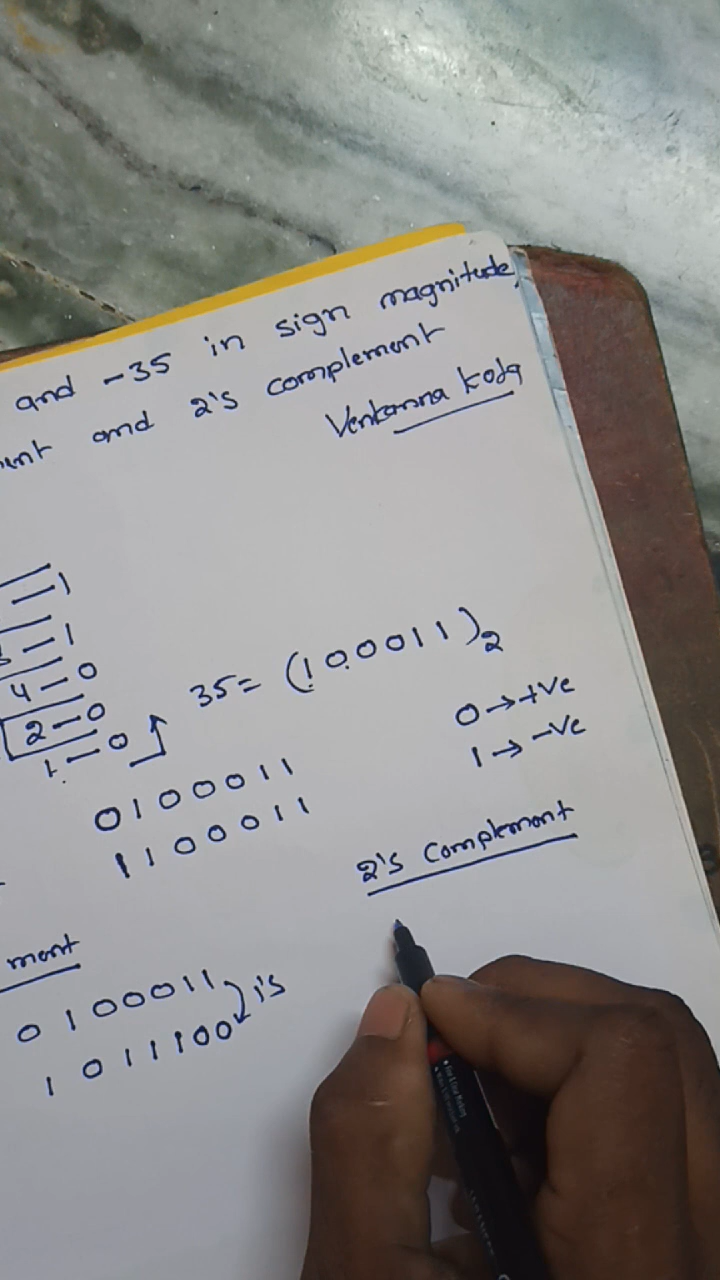 and -35 in sign magnitude,
and 2's complement
Venkanna Koda
1
1
4-0
2-0
1-0
35= (100011)2
0→+ve
1→-ve
0100011
1100011
2's complement
ment
0100011
1's
1011100